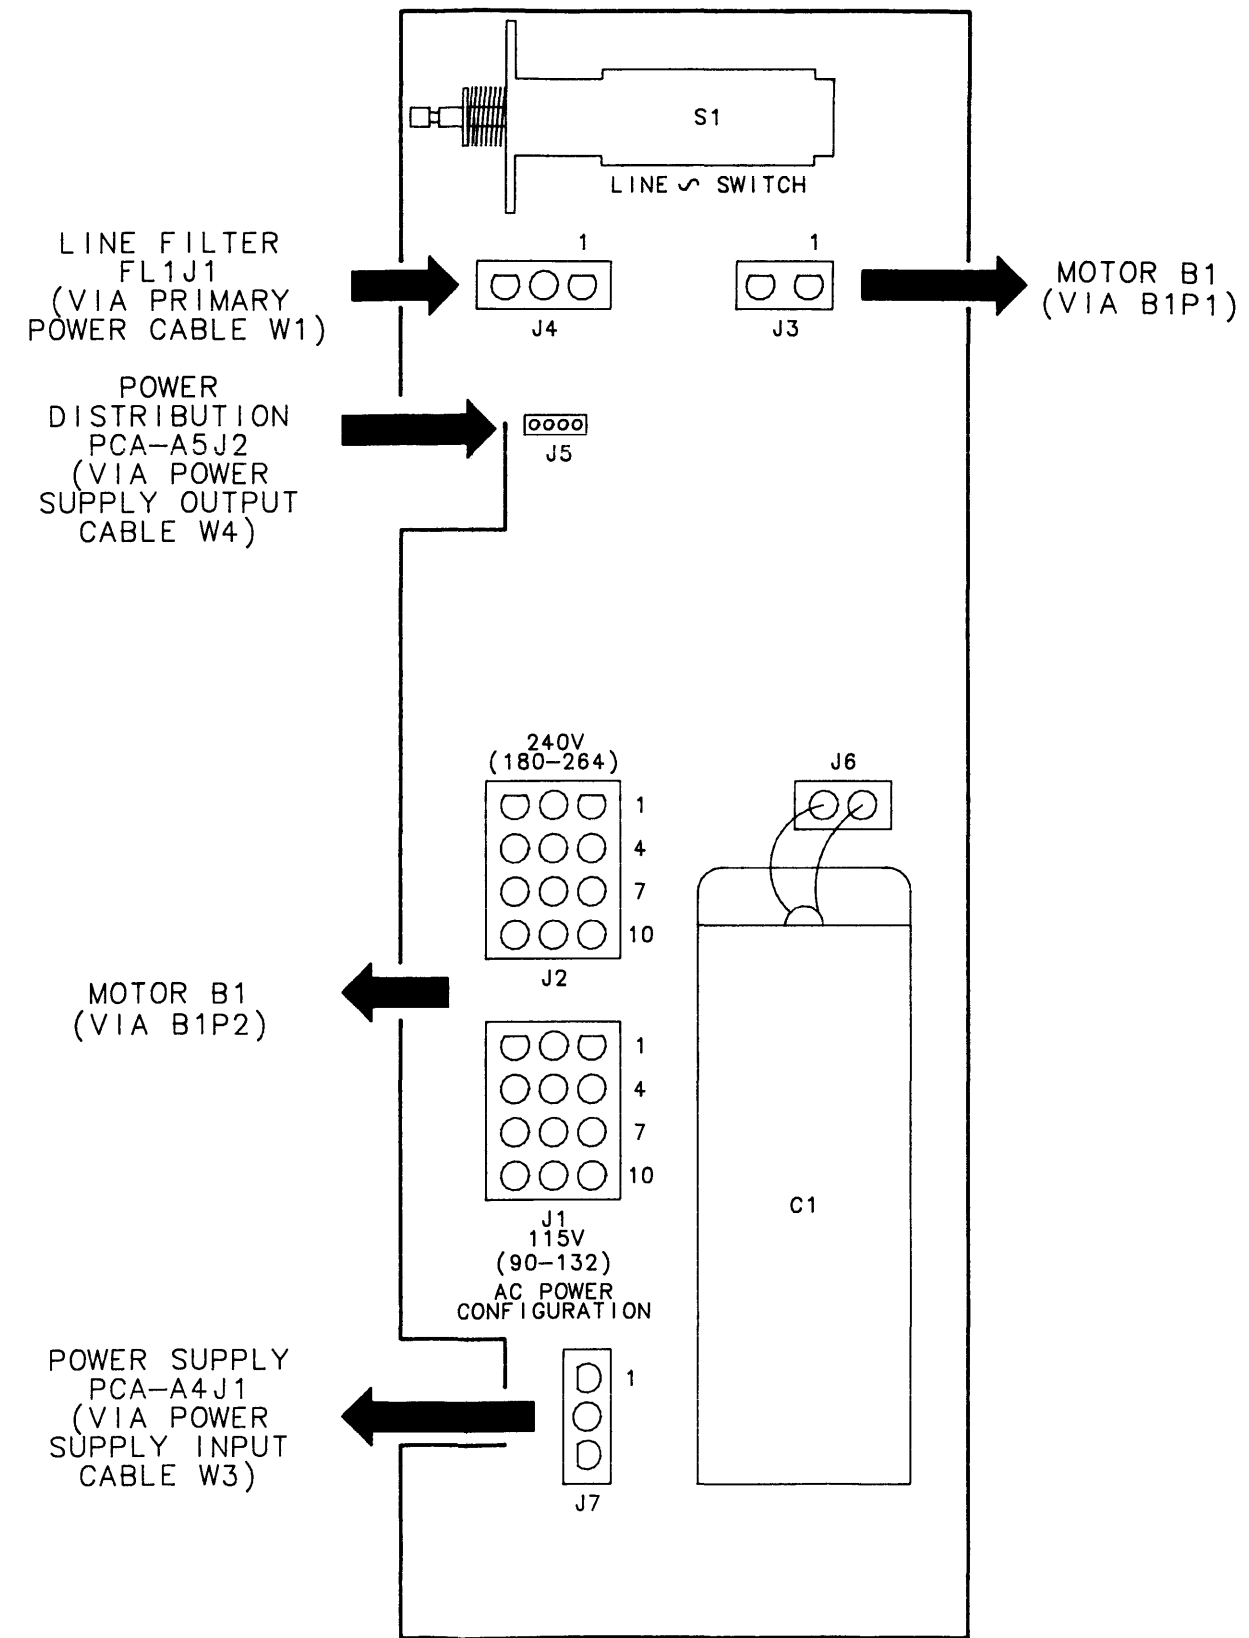 S1
LINE ∽ SWITCH
LINE FILTER
FL1J1
(VIA PRIMARY
POWER CABLE W1)
1
J4
1
J3
MOTOR B1
(VIA B1P1)
POWER
DISTRIBUTION
PCA-A5J2
(VIA POWER
SUPPLY OUTPUT
CABLE W4)
J5
240V
(180-264)
1
4
7
10
J2
J6
MOTOR B1
(VIA B1P2)
1
4
7
10
J1
115V
(90-132)
AC POWER
CONFIGURATION
C1
POWER SUPPLY
PCA-A4J1
(VIA POWER
SUPPLY INPUT
CABLE W3)
1
J7